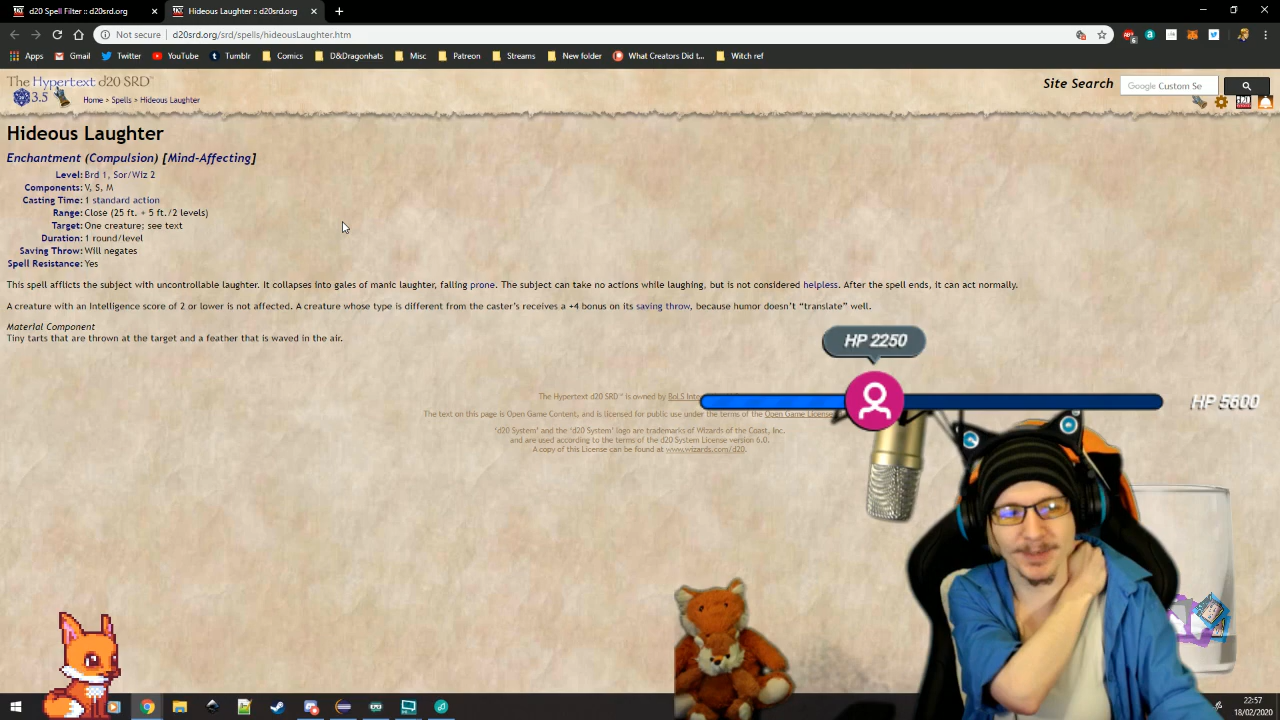 d20 Spell Filter :: d20srd.org
Hideous Laughter :: d20srd.org
Not secure | d20srd.org/srd/spells/hideousLaughter.htm
Apps Gmail Twitter YouTube Tumblr Comics D&Dragonhats Misc Patreon Streams New folder What Creators Did t... Witch ref
The Hypertext d20 SRD™
3.5
Home > Spells > Hideous Laughter
Site Search
Google Custom Se
Hideous Laughter
Enchantment (Compulsion) [Mind-Affecting]
Level: Brd 1, Sor/Wiz 2
Components: V, S, M
Casting Time: 1 standard action
Range: Close (25 ft. + 5 ft./2 levels)
Target: One creature; see text
Duration: 1 round/level
Saving Throw: Will negates
Spell Resistance: Yes
This spell afflicts the subject with uncontrollable laughter. It collapses into gales of manic laughter, falling prone. The subject can take no actions while laughing, but is not considered helpless. After the spell ends, it can act normally.
A creature with an Intelligence score of 2 or lower is not affected. A creature whose type is different from the caster's receives a +4 bonus on its saving throw, because humor doesn't “translate” well.
Material Component
Tiny tarts that are thrown at the target and a feather that is waved in the air.
HP 2250
HP 5600
The Hypertext d20 SRD™ is owned by BoLS
The text on this page is Open Game Content, and is licensed for public use under the terms of the Open Game License
‘d20 System’ and the ‘d20 System’ logo are trademarks of Wizards of the Coast, Inc.
and are used according to the terms of the d20 System License version 6.0.
A copy of this License can be found at www.wizards.com/d20.
22:57
18/02/2020